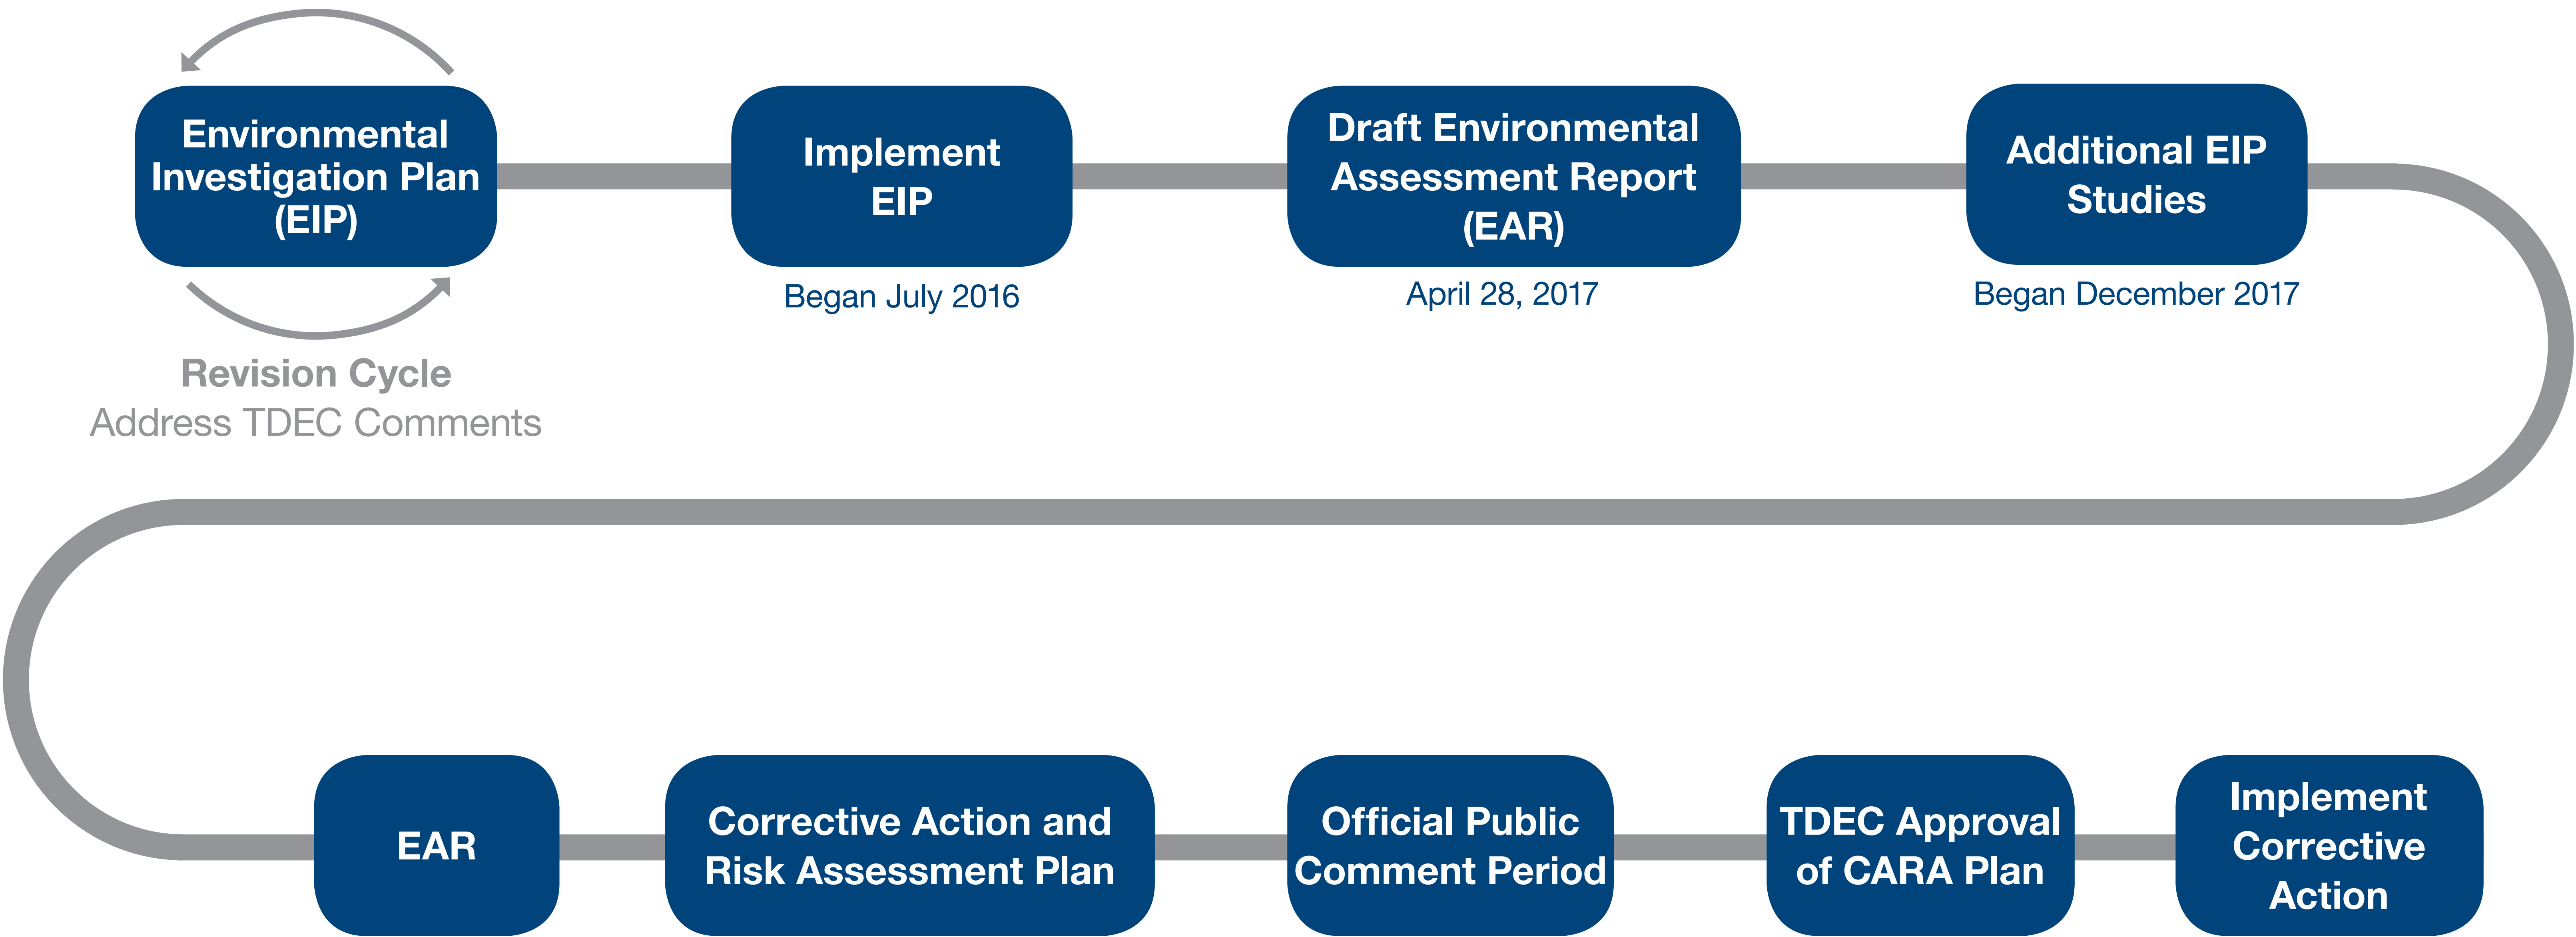 Environmental
Investigation Plan
(EIP)
Revision Cycle
Address TDEC Comments
Implement
EIP
Began July 2016
Draft Environmental
Assessment Report
(EAR)
April 28, 2017
Additional EIP
Studies
Began December 2017
EAR
Corrective Action and
Risk Assessment Plan
Official Public
Comment Period
TDEC Approval
of CARA Plan
Implement
Corrective
Action